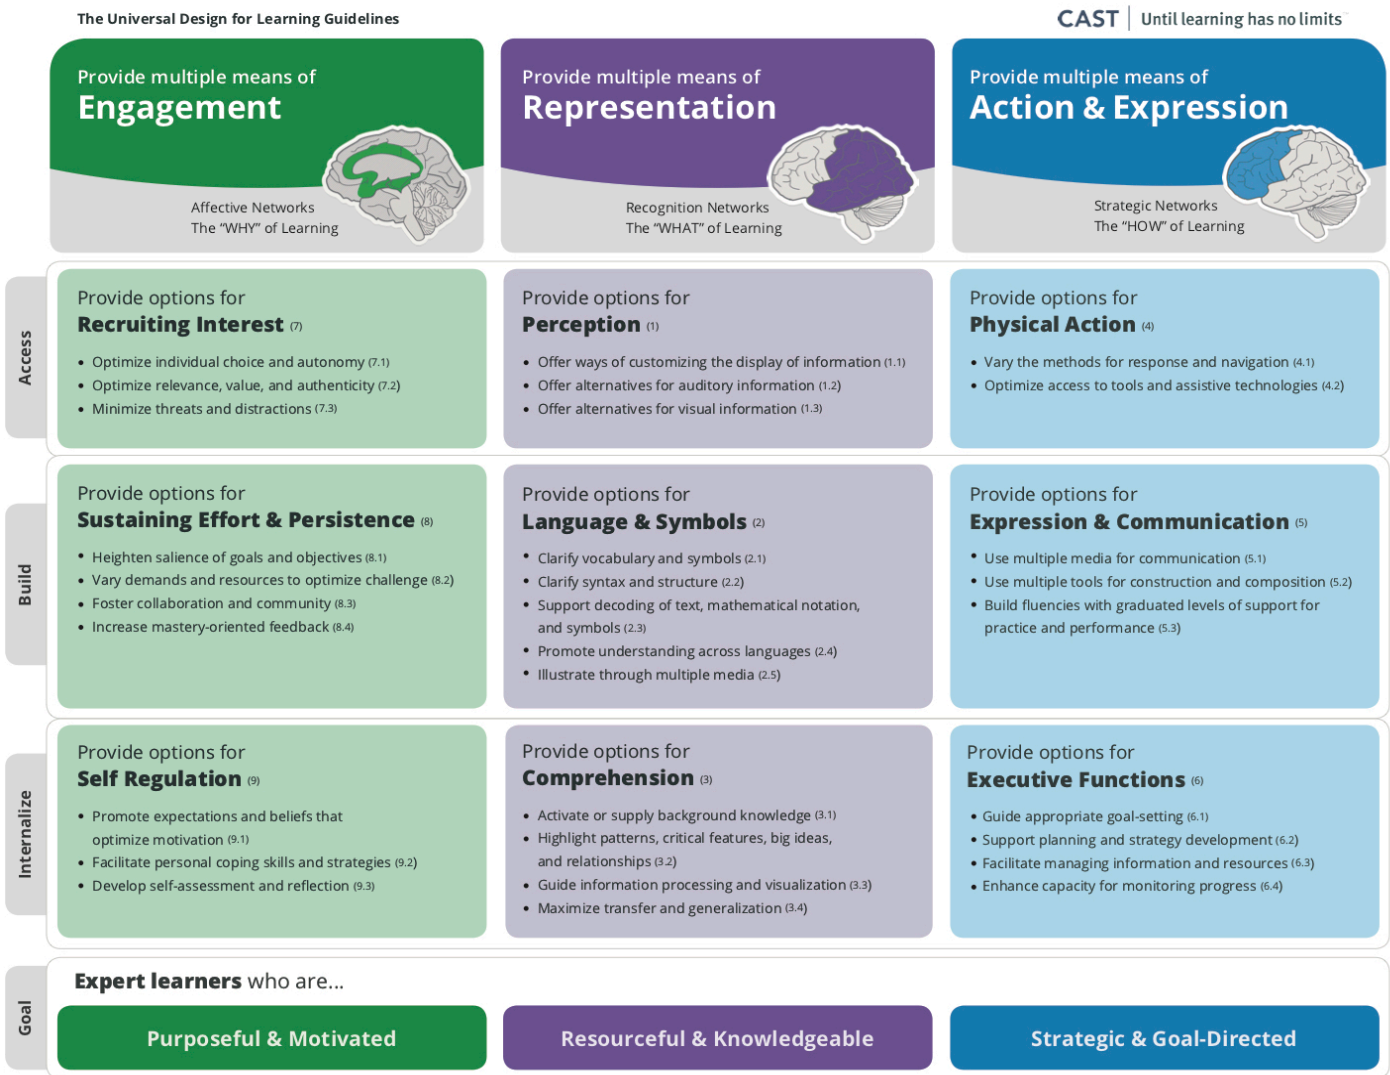 The Universal Design for Learning Guidelines
CAST | Until learning has no limits
Provide multiple means of
Engagement
Affective Networks
The “WHY” of Learning
Provide multiple means of
Representation
Recognition Networks
The “WHAT” of Learning
Provide multiple means of
Action & Expression
Strategic Networks
The “HOW” of Learning
Access
Provide options for
Recruiting Interest (7)
• Optimize individual choice and autonomy (7.1)
• Optimize relevance, value, and authenticity (7.2)
• Minimize threats and distractions (7.3)
Provide options for
Perception (1)
• Offer ways of customizing the display of information (1.1)
• Offer alternatives for auditory information (1.2)
• Offer alternatives for visual information (1.3)
Provide options for
Physical Action (4)
• Vary the methods for response and navigation (4.1)
• Optimize access to tools and assistive technologies (4.2)
Build
Provide options for
Sustaining Effort & Persistence (8)
• Heighten salience of goals and objectives (8.1)
• Vary demands and resources to optimize challenge (8.2)
• Foster collaboration and community (8.3)
• Increase mastery-oriented feedback (8.4)
Provide options for
Language & Symbols (2)
• Clarify vocabulary and symbols (2.1)
• Clarify syntax and structure (2.2)
• Support decoding of text, mathematical notation,
and symbols (2.3)
• Promote understanding across languages (2.4)
• Illustrate through multiple media (2.5)
Provide options for
Expression & Communication (5)
• Use multiple media for communication (5.1)
• Use multiple tools for construction and composition (5.2)
• Build fluencies with graduated levels of support for
practice and performance (5.3)
Internalize
Provide options for
Self Regulation (9)
• Promote expectations and beliefs that
optimize motivation (9.1)
• Facilitate personal coping skills and strategies (9.2)
• Develop self-assessment and reflection (9.3)
Provide options for
Comprehension (3)
• Activate or supply background knowledge (3.1)
• Highlight patterns, critical features, big ideas,
and relationships (3.2)
• Guide information processing and visualization (3.3)
• Maximize transfer and generalization (3.4)
Provide options for
Executive Functions (6)
• Guide appropriate goal-setting (6.1)
• Support planning and strategy development (6.2)
• Facilitate managing information and resources (6.3)
• Enhance capacity for monitoring progress (6.4)
Goal
Expert learners who are...
Purposeful & Motivated
Resourceful & Knowledgeable
Strategic & Goal-Directed